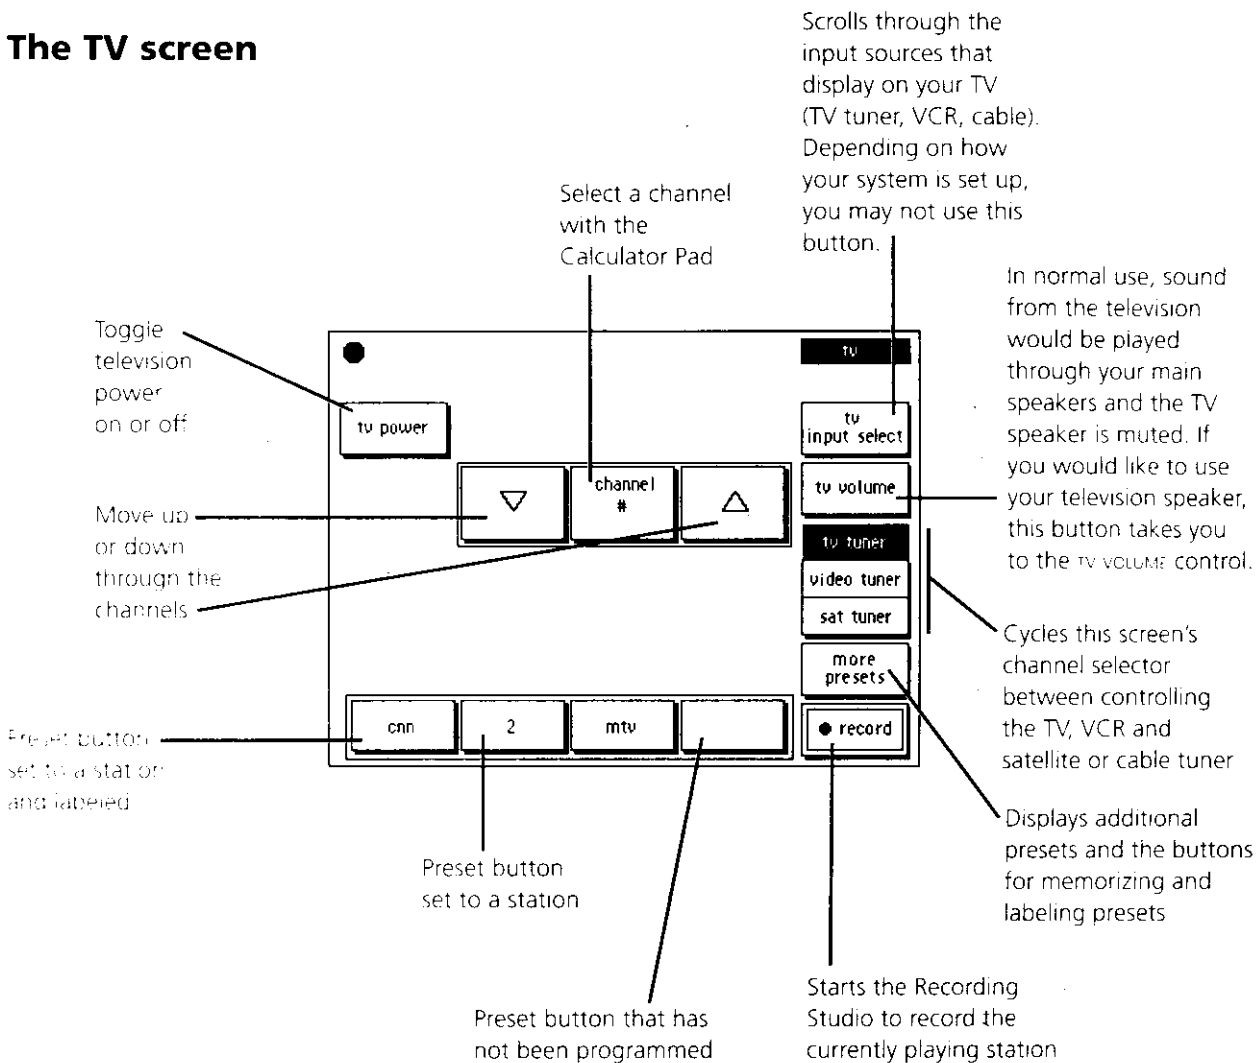 The TV screen
Scrolls through the
input sources that
display on your TV
(TV tuner, VCR, cable).
Depending on how
your system is set up,
you may not use this
button.
Select a channel
with the
Calculator Pad
In normal use, sound
from the television
would be played
through your main
speakers and the TV
speaker is muted. If
you would like to use
your television speaker,
this button takes you
to the TV VOLUME control.
Toggle
television
power
on or off
Move up
or down
through the
channels
tv
tv power
tv
input select
channel
#
tv volume
tv tuner
video tuner
sat tuner
more
presets
cnn
2
mtv
record
Cycles this screen's
channel selector
between controlling
the TV, VCR and
satellite or cable tuner
Preset button
set to a station
and labeled
Displays additional
presets and the buttons
for memorizing and
labeling presets
Preset button
set to a station
Preset button that has
not been programmed
Starts the Recording
Studio to record the
currently playing station